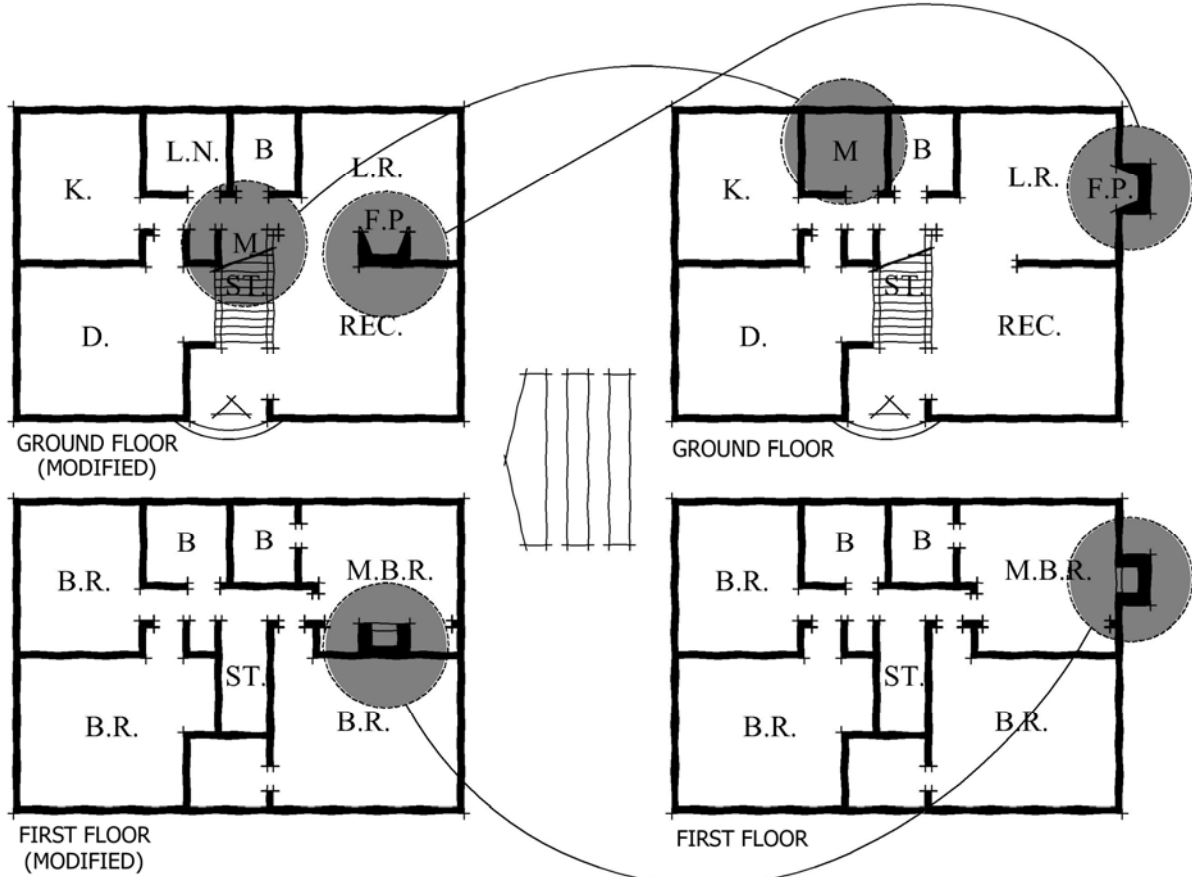 L.N.
B
K.
L.R.
F.P.
M
ST.
D.
REC.
GROUND FLOOR
(MODIFIED)
M
B
K.
L.R.
F.P.
ST.
D.
REC.
GROUND FLOOR
B
B
B.R.
M.B.R.
ST.
B.R.
B.R.
FIRST FLOOR
(MODIFIED)
B
B
B.R.
M.B.R.
ST.
B.R.
B.R.
FIRST FLOOR